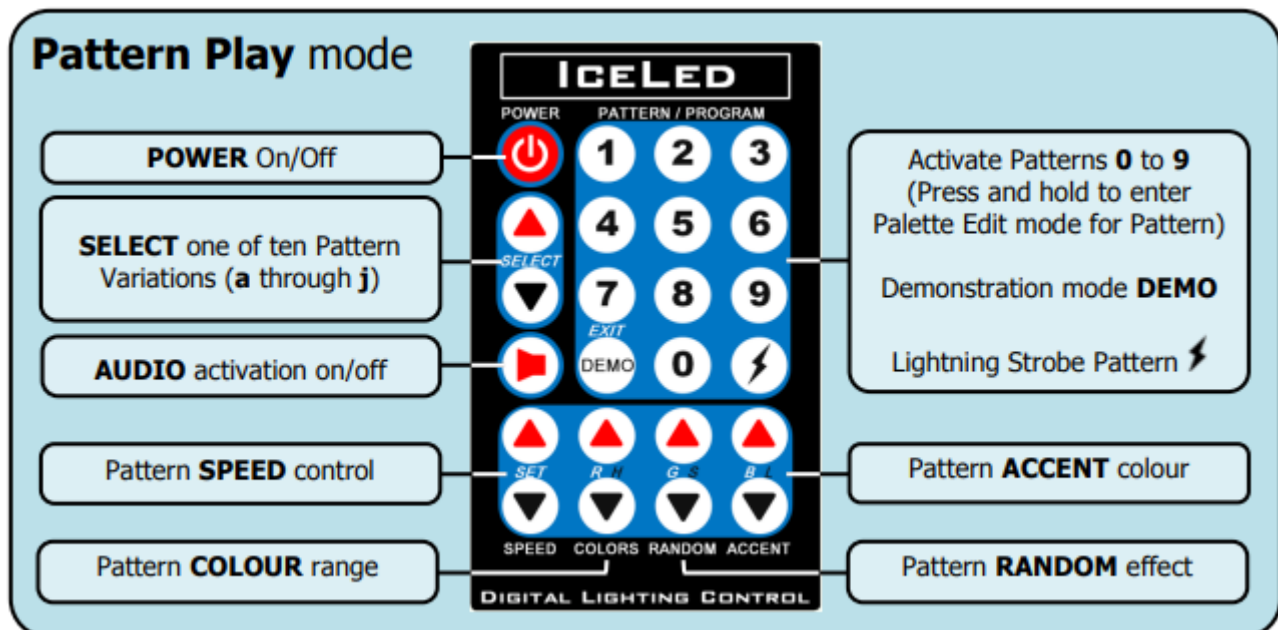 Pattern Play mode
ICELED
POWER PATTERN / PROGRAM
1 2 3
4 5 6
SELECT
7 8 9
EXIT
DEMO 0
SET R H G S B L
SPEED COLORS RANDOM ACCENT
DIGITAL LIGHTING CONTROL
POWER On/Off
SELECT one of ten Pattern
Variations (a through j)
AUDIO activation on/off
Pattern SPEED control
Pattern COLOUR range
Activate Patterns 0 to 9
(Press and hold to enter
Palette Edit mode for Pattern)
Demonstration mode DEMO
Lightning Strobe Pattern
Pattern ACCENT colour
Pattern RANDOM effect